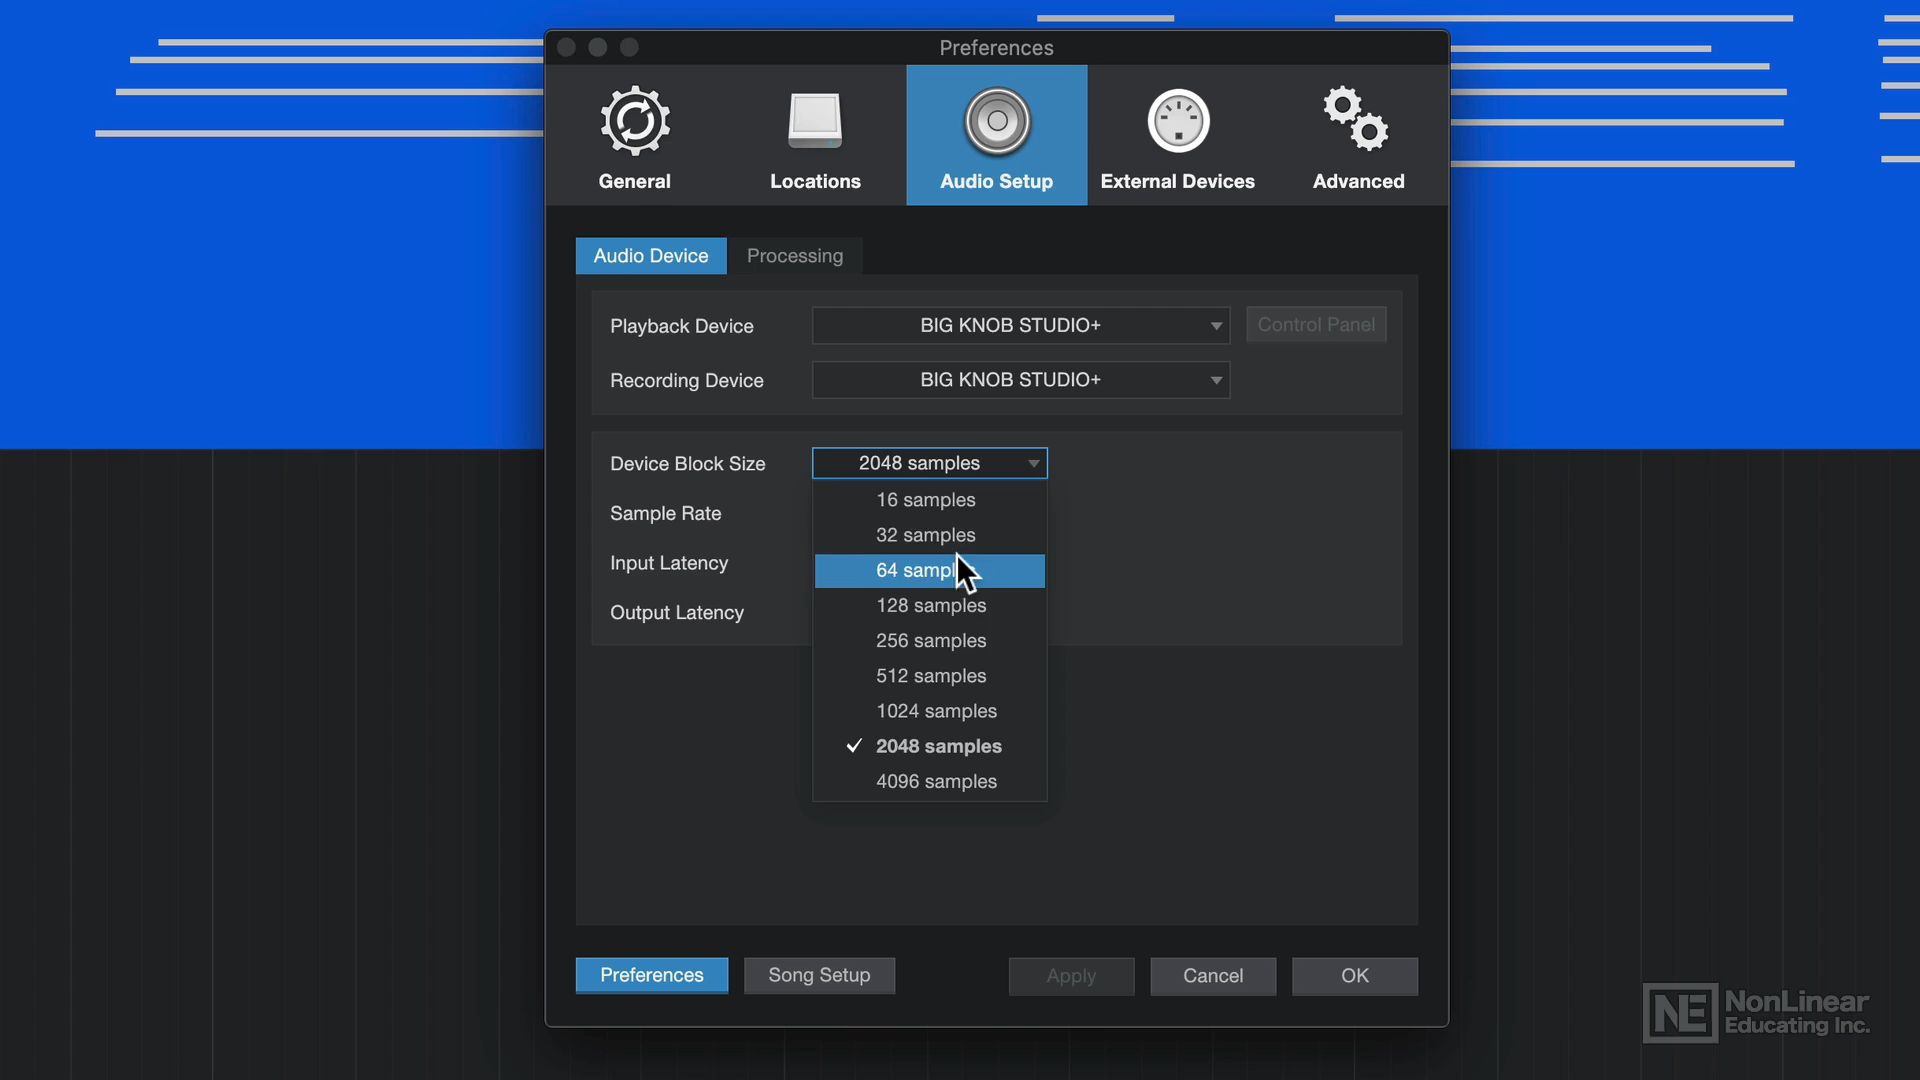 Preferences
General
Locations
Audio Setup
External Devices
Advanced
Audio Device
Processing
Playback Device
BIG KNOB STUDIO+
Control Panel
Recording Device
BIG KNOB STUDIO+
Device Block Size
2048 samples
Sample Rate
Input Latency
Output Latency
16 samples
32 samples
64 sampl
128 samples
256 samples
512 samples
1024 samples
2048 samples
4096 samples
Preferences
Song Setup
Apply
Cancel
OK
NE
NonLinear
Educating Inc.